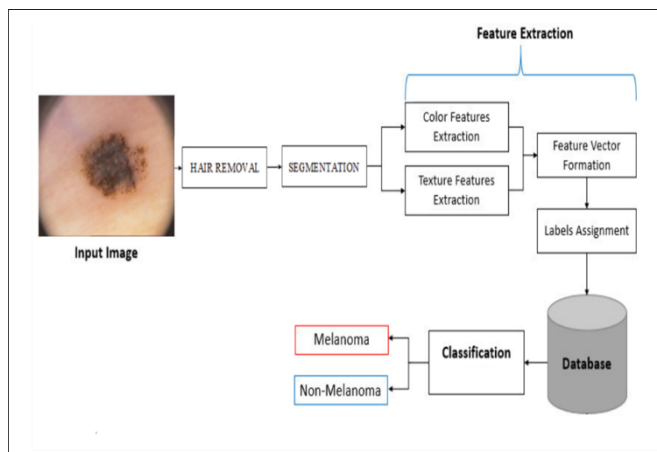 Feature Extraction
Input Image
HAIR REMOVAL
SEGMENTATION
Color Features
Extraction
Texture Features
Extraction
Feature Vector
Formation
Labels Assignment
Database
Classification
Melanoma
Non-Melanoma